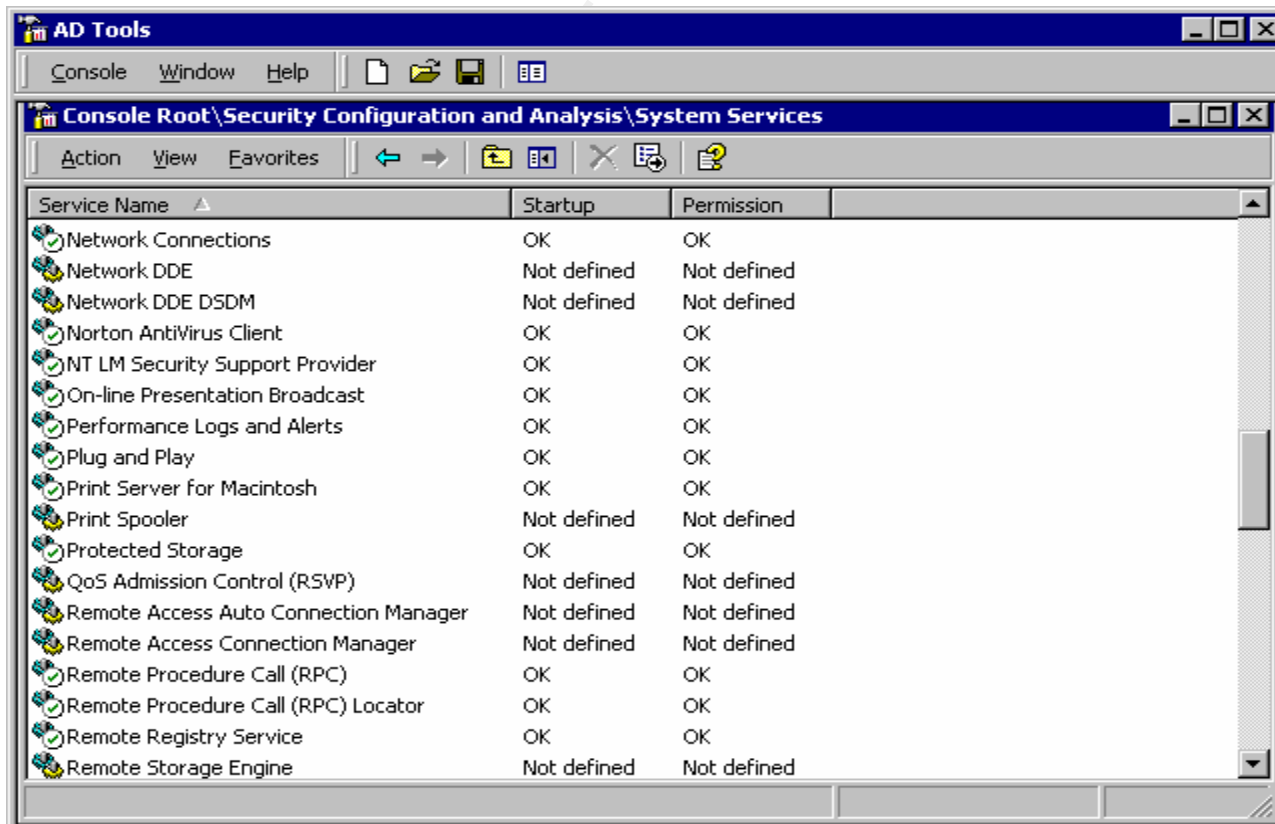 AD Tools
Console Window Help
Console Root\Security Configuration and Analysis\System Services
Action View Favorites
Service Name Startup Permission
Network Connections OK OK
Network DDE Not defined Not defined
Network DDE DSDM Not defined Not defined
Norton AntiVirus Client OK OK
NT LM Security Support Provider OK OK
On-line Presentation Broadcast OK OK
Performance Logs and Alerts OK OK
Plug and Play OK OK
Print Server for Macintosh OK OK
Print Spooler Not defined Not defined
Protected Storage OK OK
QoS Admission Control (RSVP) Not defined Not defined
Remote Access Auto Connection Manager Not defined Not defined
Remote Access Connection Manager Not defined Not defined
Remote Procedure Call (RPC) OK OK
Remote Procedure Call (RPC) Locator OK OK
Remote Registry Service OK OK
Remote Storage Engine Not defined Not defined